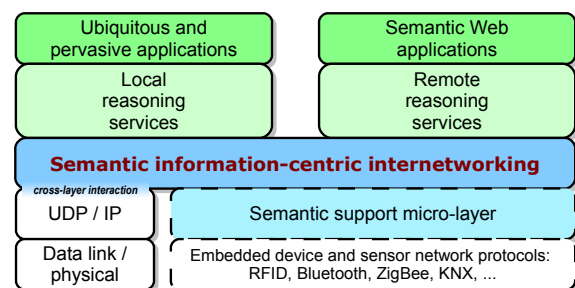 Ubiquitous and
pervasive applications
Semantic Web
applications
Local
reasoning
services
Remote
reasoning
services
Semantic information-centric internetworking
cross-layer interaction
UDP / IP
Semantic support micro-layer
Data link /
physical
Embedded device and sensor network protocols:
RFID, Bluetooth, ZigBee, KNX, ...